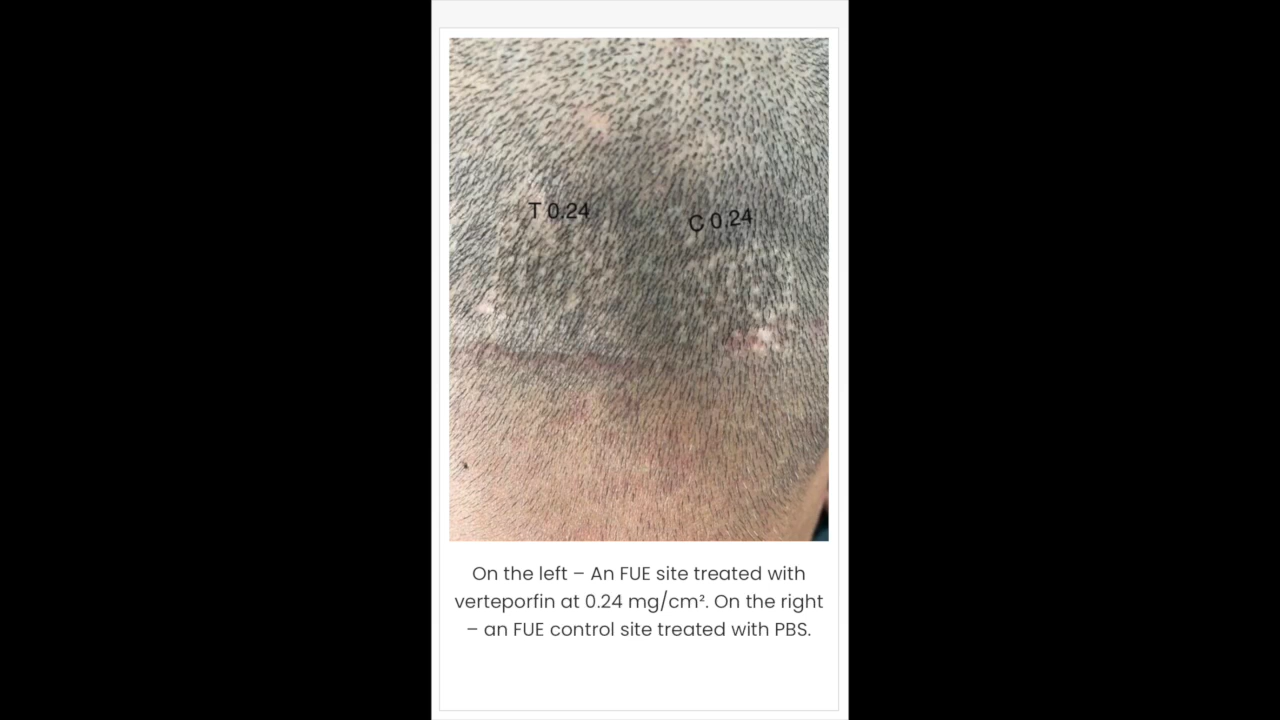 T 0.24
C 0.24
On the left – An FUE site treated with
verteporfin at 0.24 mg/cm². On the right
– an FUE control site treated with PBS.